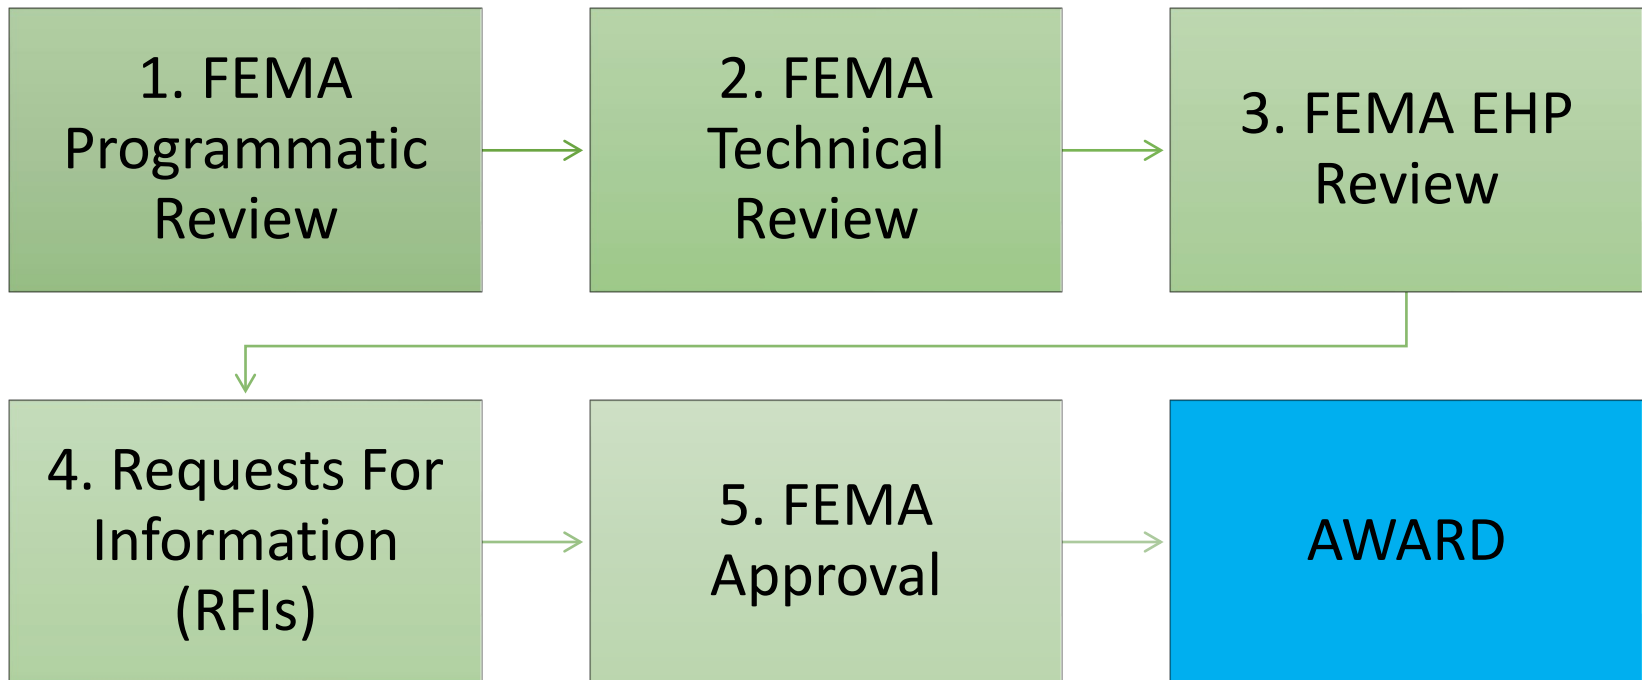 1. FEMA
Programmatic
Review
2. FEMA
Technical
Review
3. FEMA EHP
Review
4. Requests For
Information
(RFIs)
5. FEMA
Approval
AWARD